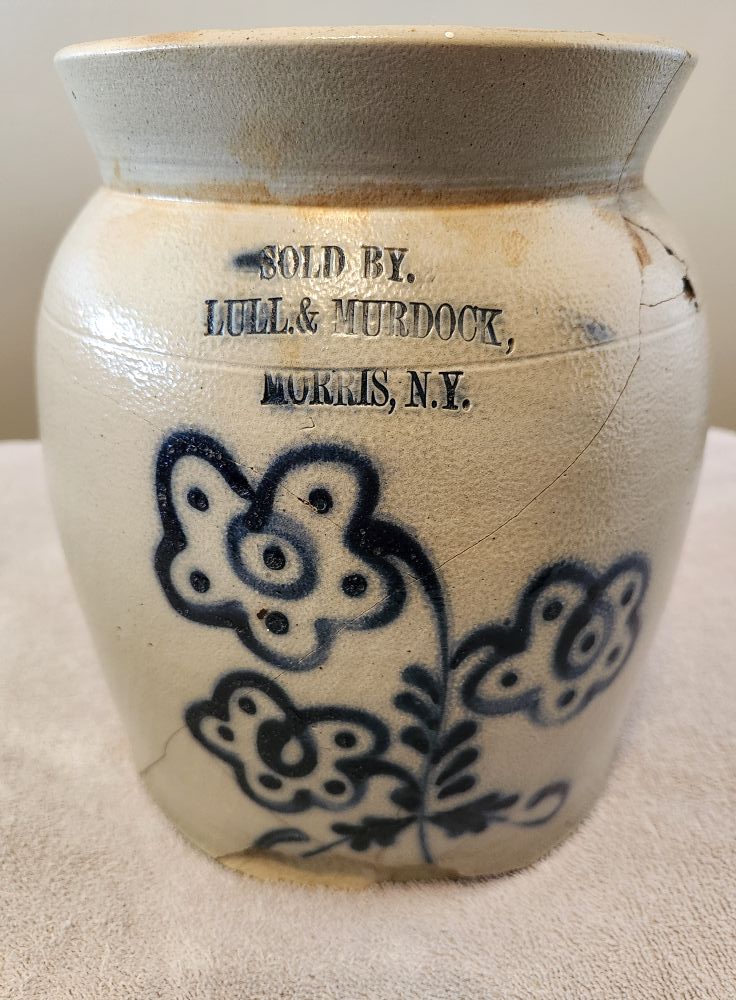 SOLD BY.
LULL.& MURDOCK,
MORRIS, N.Y.